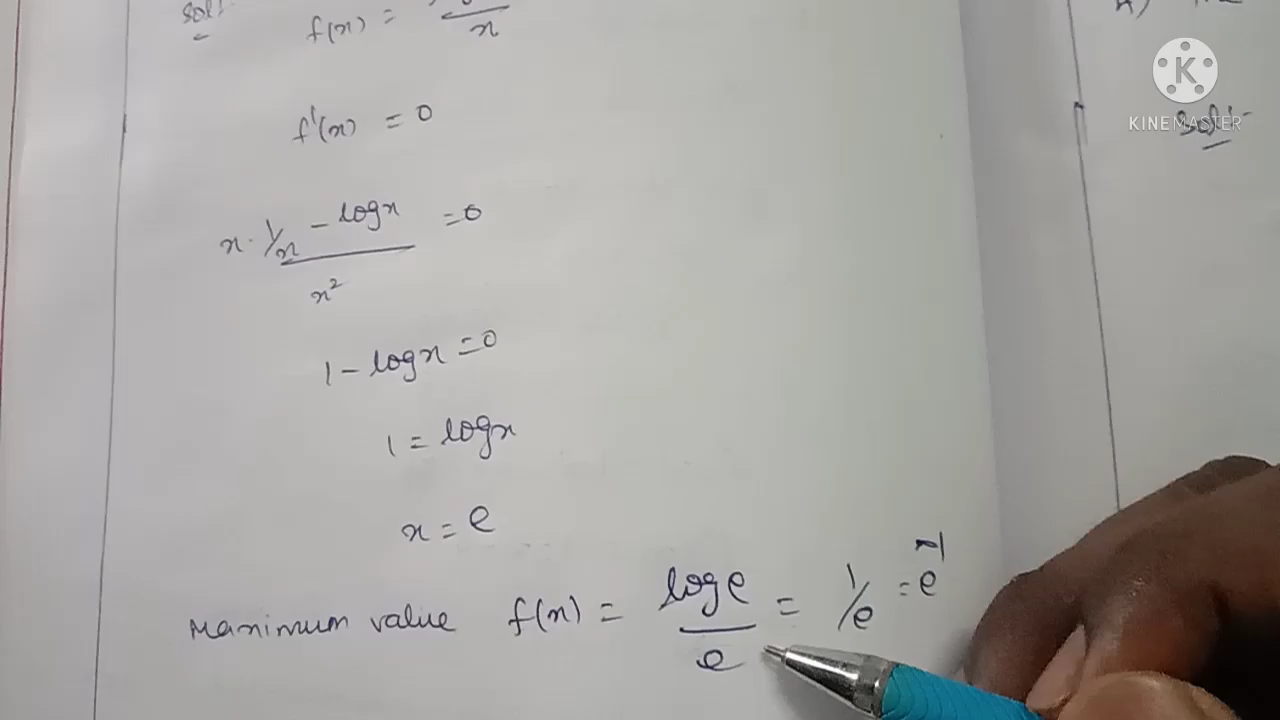 Sol:
f(x) = x
f'(x) = 0
x · 1/x - log x = 0
x²
1 - log x = 0
1 = log x
x = e
Maximum value f(x) = log e / e = 1/e = e⁻¹
K
KINEMASTER
Sol:-